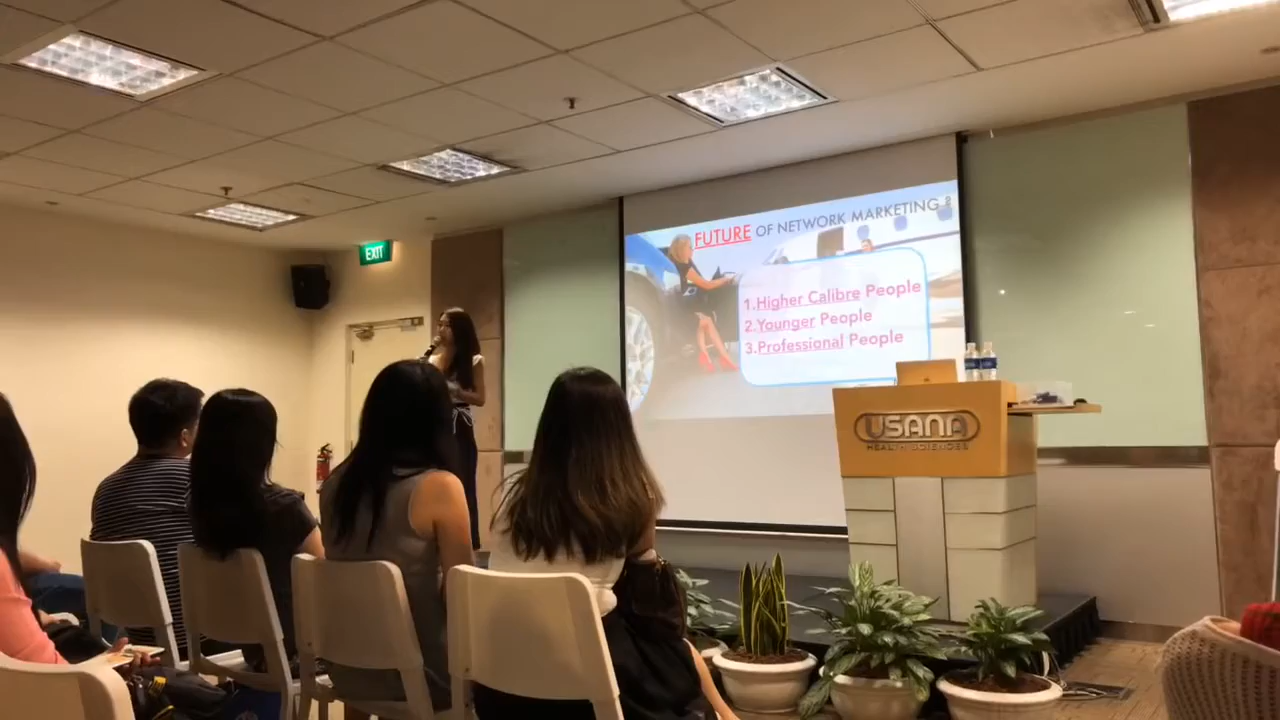 EXIT
FUTURE OF NETWORK MARKETING
1.Higher Calibre People
2.Younger People
3.Professional People
USANA
HEALTH SCIENCES